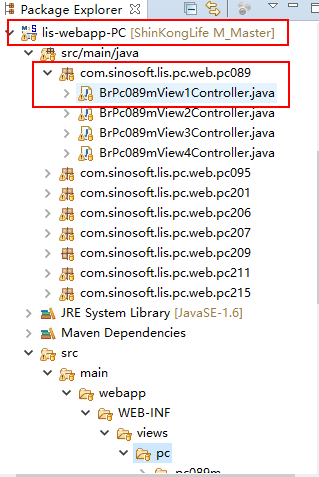 Package Explorer
lis-webapp-PC [ShinKongLife M_Master]
src/main/java
com.sinosoft.lis.pc.web.pc089
BrPc089mView1Controller.java
BrPc089mView2Controller.java
BrPc089mView3Controller.java
BrPc089mView4Controller.java
com.sinosoft.lis.pc.web.pc095
com.sinosoft.lis.pc.web.pc201
com.sinosoft.lis.pc.web.pc206
com.sinosoft.lis.pc.web.pc207
com.sinosoft.lis.pc.web.pc209
com.sinosoft.lis.pc.web.pc211
com.sinosoft.lis.pc.web.pc215
JRE System Library [JavaSE-1.6]
Maven Dependencies
src
main
webapp
WEB-INF
views
pc
pc089m